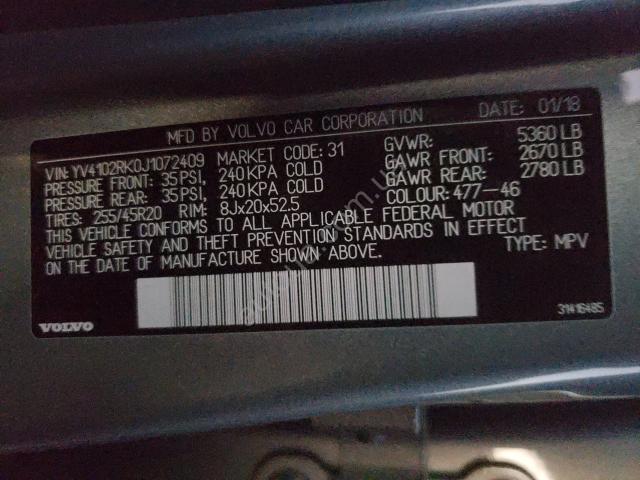 MFD BY VOLVO CAR CORPORATION DATE: 01/18
VIN: YV4102RK0J1072409 MARKET CODE: 31 GVWR: 5360 LB
PRESSURE FRONT: 35 PSI, 240 KPA COLD GAWR FRONT: 2670 LB
PRESSURE REAR: 35 PSI, 240 KPA COLD GAWR REAR: 2780 LB
TIRES: 255/45R20 RIM: 8Jx20x52.5 COLOUR: 477-46
THIS VEHICLE CONFORMS TO ALL APPLICABLE FEDERAL MOTOR
VEHICLE SAFETY AND THEFT PREVENTION STANDARDS IN EFFECT
ON THE DATE OF MANUFACTURE SHOWN ABOVE. TYPE: MPV
VOLVO 31416485